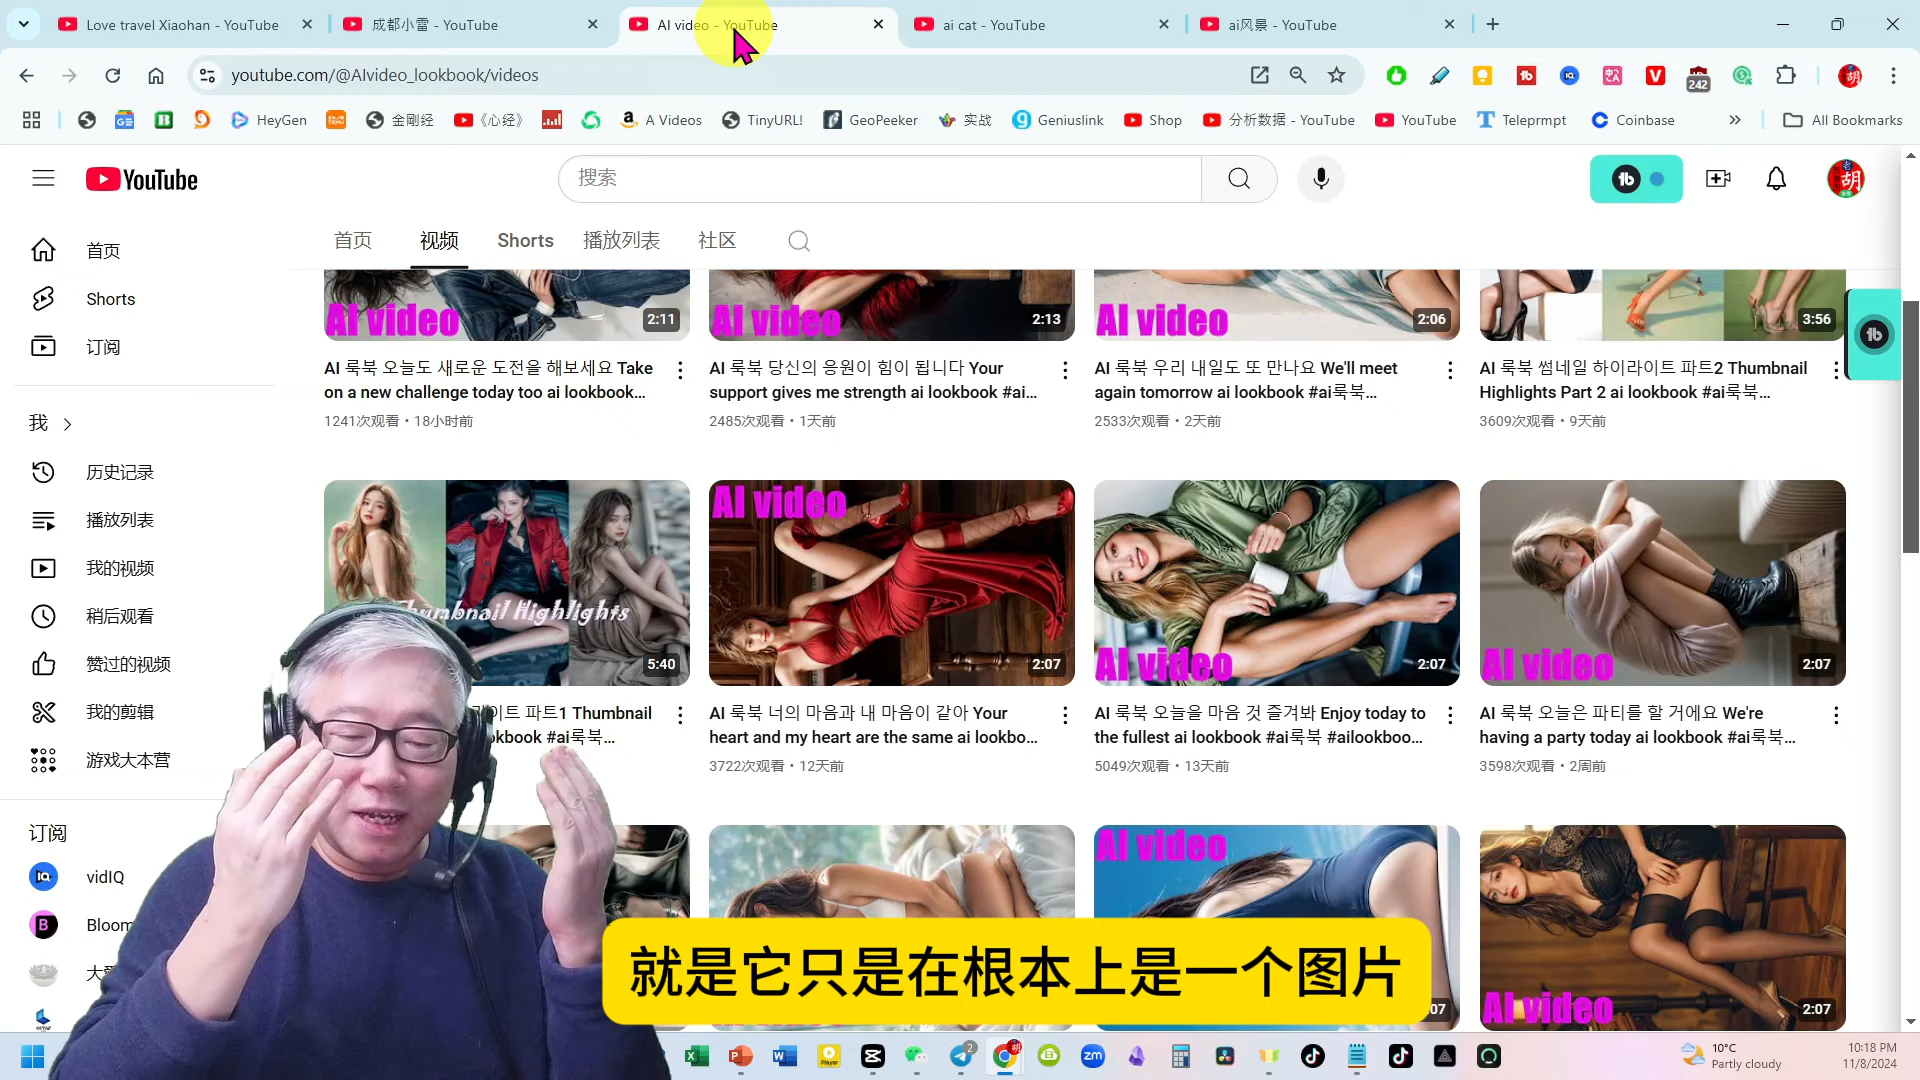 Love travel Xiaohan - YouTube
成都小雷 - YouTube
AI video - YouTube
ai cat - YouTube
ai风景 - YouTube
youtube.com/@AIvideo_lookbook/videos
242
HeyGen
金刚经
《心经》
A Videos
TinyURL!
GeoPeeker
实战
Geniuslink
Shop
分析数据 - YouTube
YouTube
Teleprmpt
Coinbase
All Bookmarks
YouTube
搜索
首页
视频
Shorts
播放列表
社区
首页
Shorts
订阅
我
历史记录
播放列表
我的视频
稍后观看
赞过的视频
我的剪辑
游戏大本营
订阅
vidIQ
Bloom
AI video
2:11
AI video
2:13
AI video
2:06
3:56
AI 룩북 오늘도 새로운 도전을 해보세요 Take
on a new challenge today too ai lookbook...
1241次观看・18小时前
AI 룩북 당신의 응원이 힘이 됩니다 Your
support gives me strength ai lookbook #ai...
2485次观看・1天前
AI 룩북 우리 내일도 또 만나요 We'll meet
again tomorrow ai lookbook #ai룩북...
2533次观看・2天前
AI 룩북 썸네일 하이라이트 파트2 Thumbnail
Highlights Part 2 ai lookbook #ai룩북...
3609次观看・9天前
Thumbnail Highlights
5:40
AI video
2:07
AI video
2:07
AI video
2:07
라이트 파트1 Thumbnail
okbook #ai룩북...
AI 룩북 너의 마음과 내 마음이 같아 Your
heart and my heart are the same ai lookbo...
3722次观看・12天前
AI 룩북 오늘을 마음 것 즐겨봐 Enjoy today to
the fullest ai lookbook #ai룩북 #ailookboo...
5049次观看・13天前
AI 룩북 오늘은 파티를 할 거에요 We're
having a party today ai lookbook #ai룩북...
3598次观看・2周前
AI video
AI video
2:07
就是它只是在根本上是一个图片
10°C
Partly cloudy
10:18 PM
11/8/2024